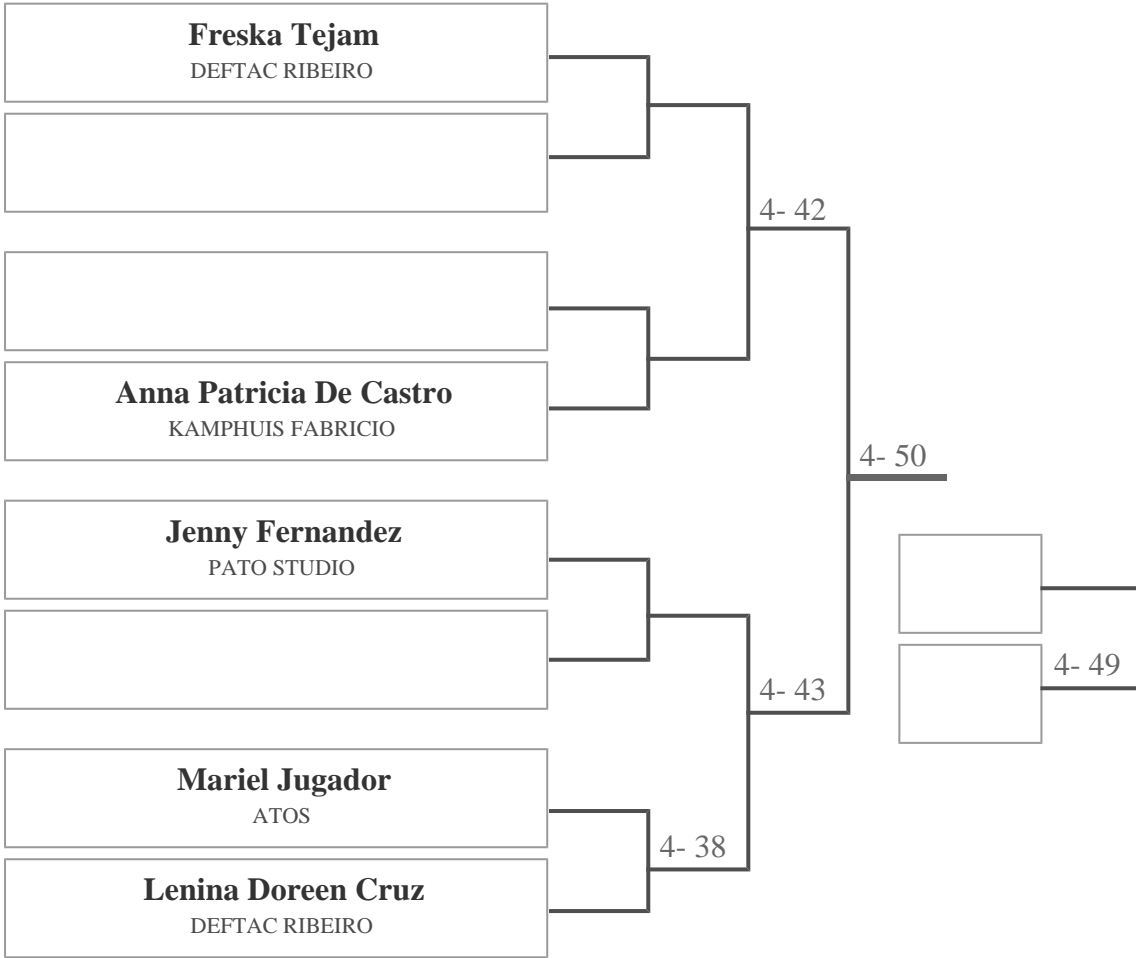 Freska Tejam
DEFTAC RIBEIRO
4- 42
Anna Patricia De Castro
KAMPHUIS FABRICIO
4- 50
Jenny Fernandez
PATO STUDIO
4- 49
4- 43
Mariel Jugador
ATOS
4- 38
Lenina Doreen Cruz
DEFTAC RIBEIRO